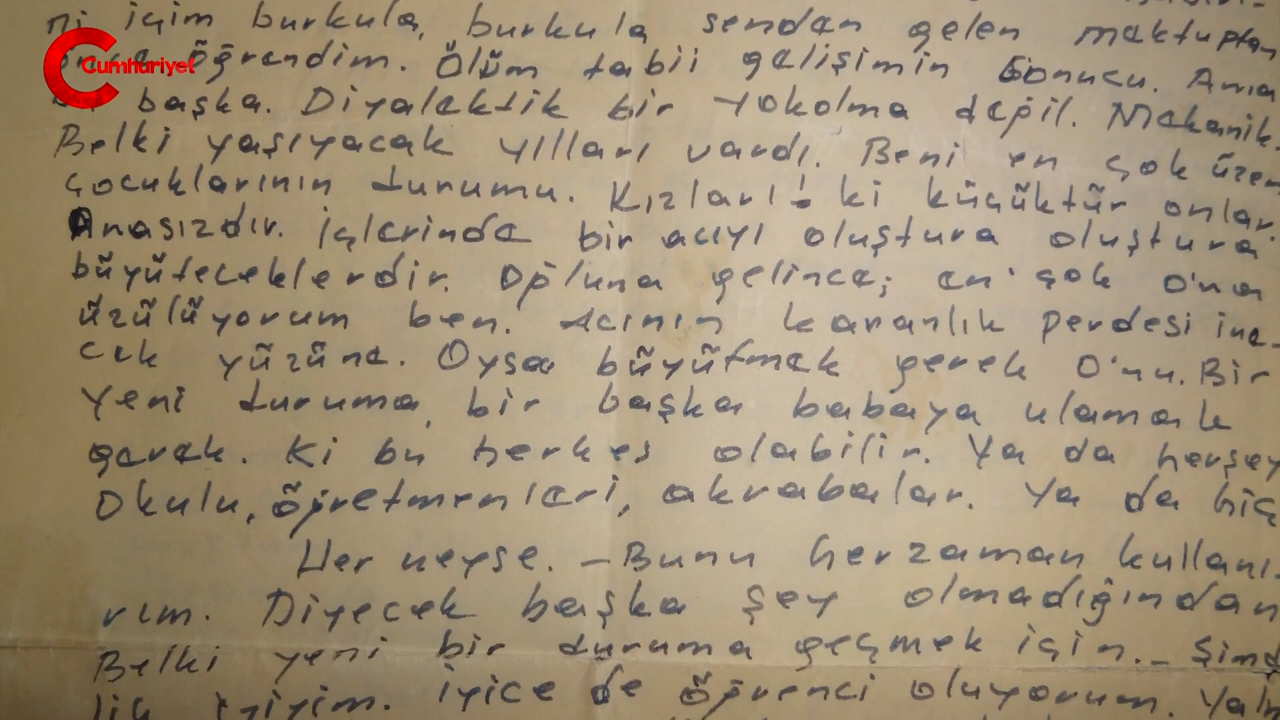 ni içim burkula, burkula senden gelen mektuptan
Cumhuriyet
öğrendim. Ölüm tabii gelişimin sonucu. Ama
başka. Diyalektik bir yokolma değil. Mekanik.
Belki yaşıyacak yılları vardı. Beni en çok üzen
çocuklarının durumu. Kızları! ki küçüktür onlar.
Anasızdır. İçlerinde bir acıyı oluştura oluştura
büyüteceklerdir. Oğluna gelince; en çok o'na
üzülüyorum ben. Acının karanlık perdesi ine-
cek yüzüne. Oysa büyütmek gerek O'nu. Bir
yeni duruma, bir başka babaya ulamak
gerek. Ki bu herkes olabilir. Ya da herşey
Okulu, öğretmenleri, akrabalar. Ya da hiç
Her neyse. — Bunu herzaman kullanı-
rım. Diyecek başka şey olmadığından
Belki yeni bir duruma geçmek için. —
iyiyim. İyice de öğrenci oluyorum.